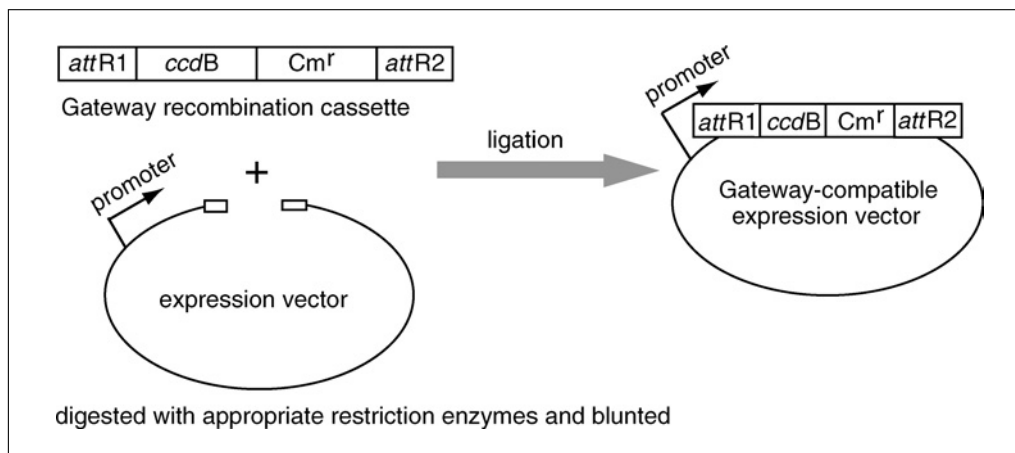 attR1 ccdB Cmr attR2
Gateway recombination cassette
+
promoter
expression vector
digested with appropriate restriction enzymes and blunted
ligation
promoter
attR1 ccdB Cmr attR2
Gateway-compatible
expression vector